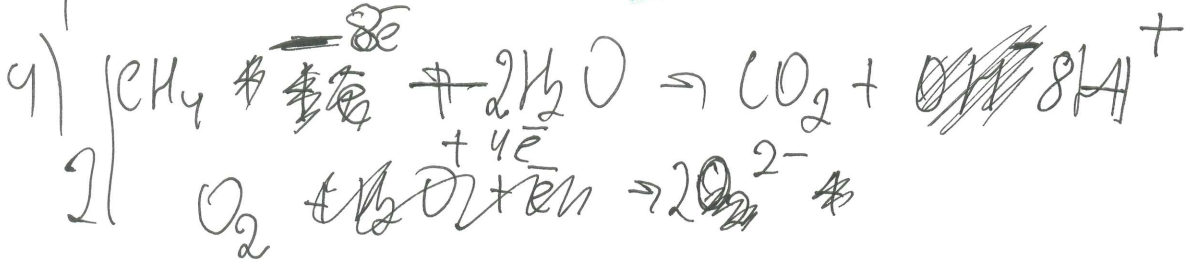 -8e̅
4) | CH₄ + 2H₂O → CO₂ + 8H⁺
+ 4e̅
2 | O₂ → 2O²⁻